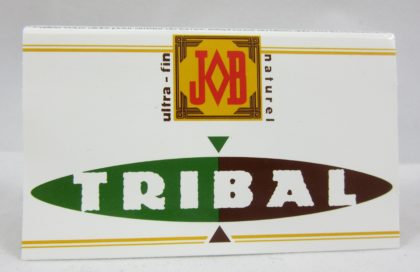 ultra - fin
JOB
naturel
TRIBAL